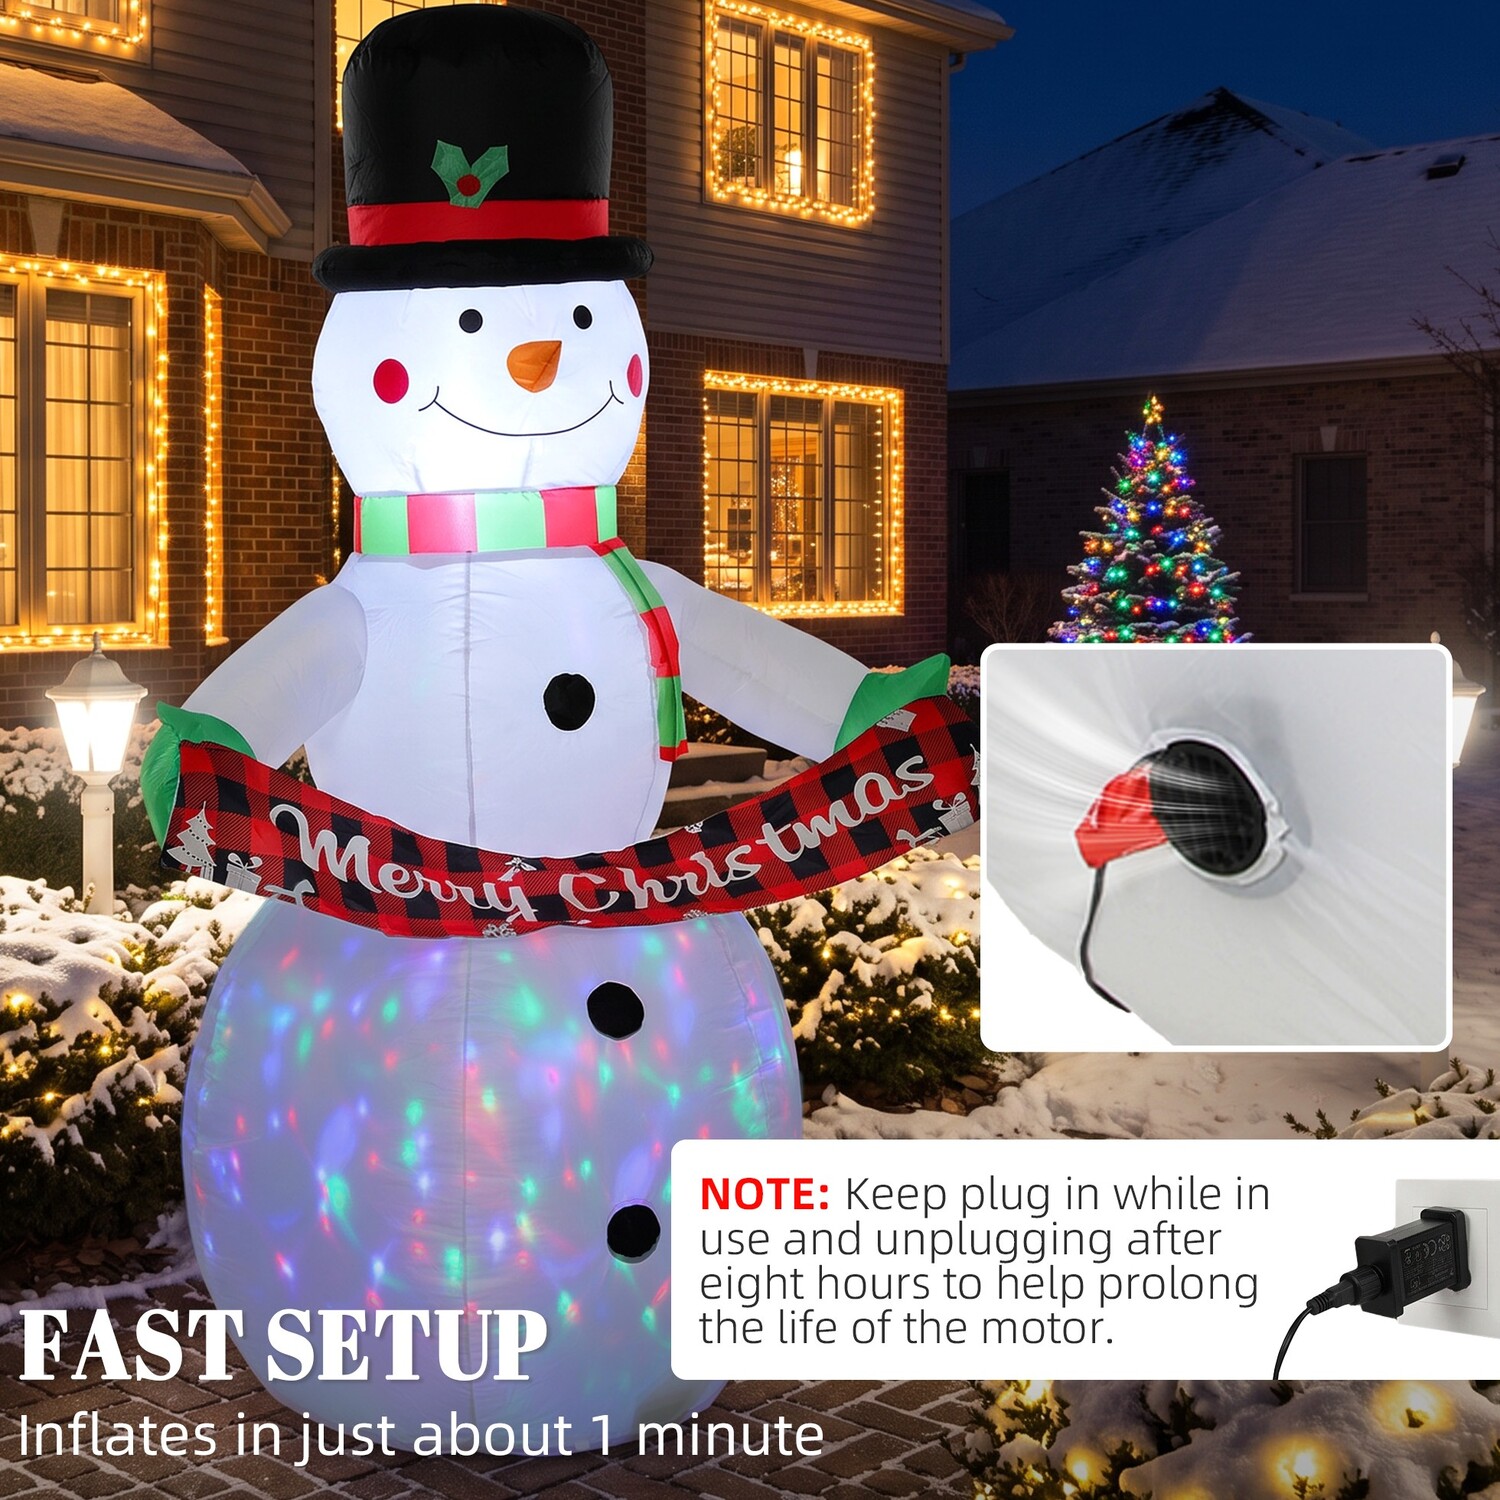 Merry Christmas
NOTE: Keep plug in while in
use and unplugging after
eight hours to help prolong
the life of the motor.
FAST SETUP
Inflates in just about 1 minute